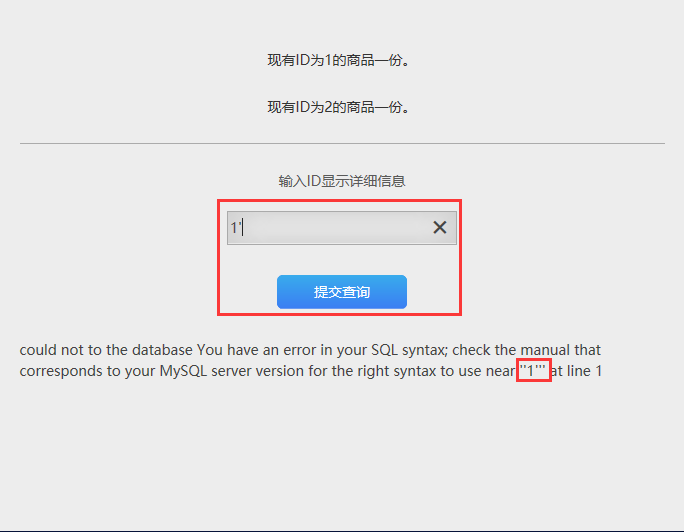 现有ID为1的商品一份。
现有ID为2的商品一份。
输入ID显示详细信息
1'
提交查询
could not to the database You have an error in your SQL syntax; check the manual that
corresponds to your MySQL server version for the right syntax to use near ''1''' at line 1